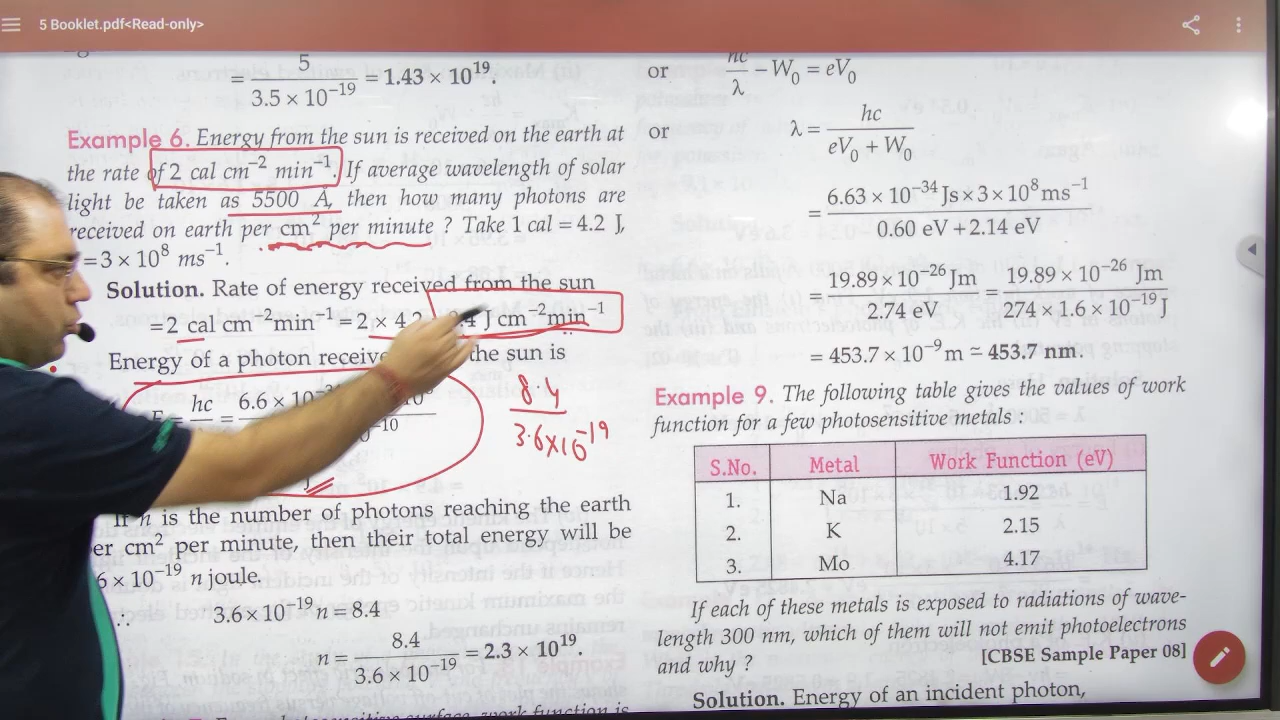 5 Booklet.pdf<Read-only>
= 5 / 3.5 × 10⁻¹⁹ = 1.43 × 10¹⁹.
Example 6. Energy from the sun is received on the earth at
the rate of 2 cal cm⁻² min⁻¹. If average wavelength of solar
light be taken as 5500 Å, then how many photons are
received on earth per cm² per minute ? Take 1 cal = 4.2 J,
= 3 × 10⁸ ms⁻¹.
Solution. Rate of energy received from the sun
= 2 cal cm⁻² min⁻¹ = 2 × 4.2 J cm⁻² min⁻¹
Energy of a photon the sun is
hc = 6.6 × 10
8.4
3.6×10⁻¹⁹
J
If n is the number of photons reaching the earth
per cm² per minute, then their total energy will be
6 × 10⁻¹⁹ n joule.
∴ 3.6 × 10⁻¹⁹ n = 8.4
n = 8.4 / 3.6 × 10⁻¹⁹ = 2.3 × 10¹⁹.
work function is
or hc/λ − W₀ = eV₀
or λ = hc / eV₀ + W₀
= 6.63 × 10⁻³⁴ Js × 3 × 10⁸ ms⁻¹ / 0.60 eV + 2.14 eV
= 19.89 × 10⁻²⁶ Jm / 2.74 eV = 19.89 × 10⁻²⁶ Jm / 274 × 1.6 × 10⁻¹⁹ J
= 453.7 × 10⁻⁹ m = 453.7 nm.
Example 9. The following table gives the values of work
function for a few photosensitive metals :
S.No. Metal Work Function (eV)
1. Na 1.92
2. K 2.15
3. Mo 4.17
If each of these metals is exposed to radiations of wave-
length 300 nm, which of them will not emit photoelectrons
and why ? [CBSE Sample Paper 08]
Solution. Energy of an incident photon,